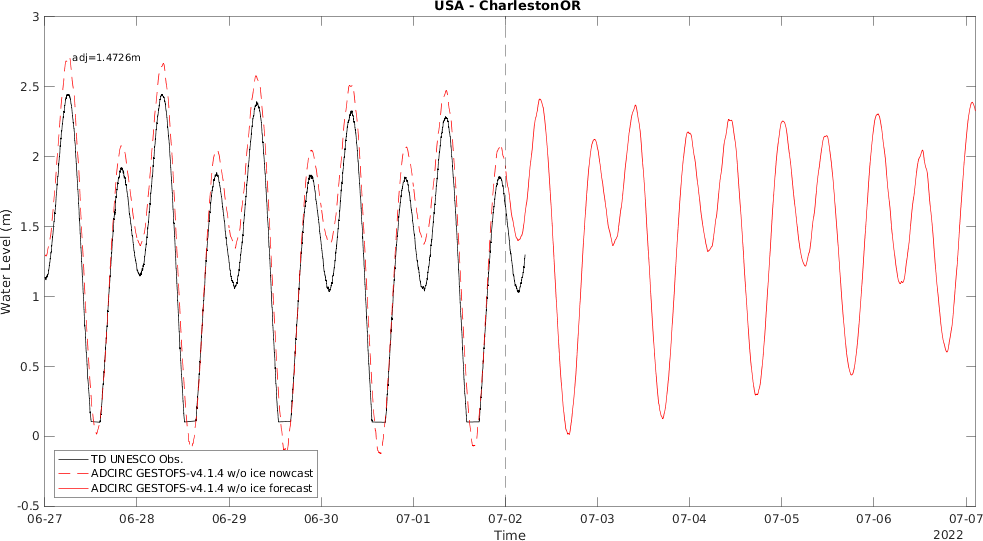 USA - CharlestonOR
3
adj=1.4726m
2.5
2
1.5
1
0.5
0
-0.5
Water Level (m)
TD UNESCO Obs.
ADCIRC GESTOFS-v4.1.4 w/o ice nowcast
ADCIRC GESTOFS-v4.1.4 w/o ice forecast
06-27 06-28 06-29 06-30 07-01 07-02 07-03 07-04 07-05 07-06 07-07
Time
2022